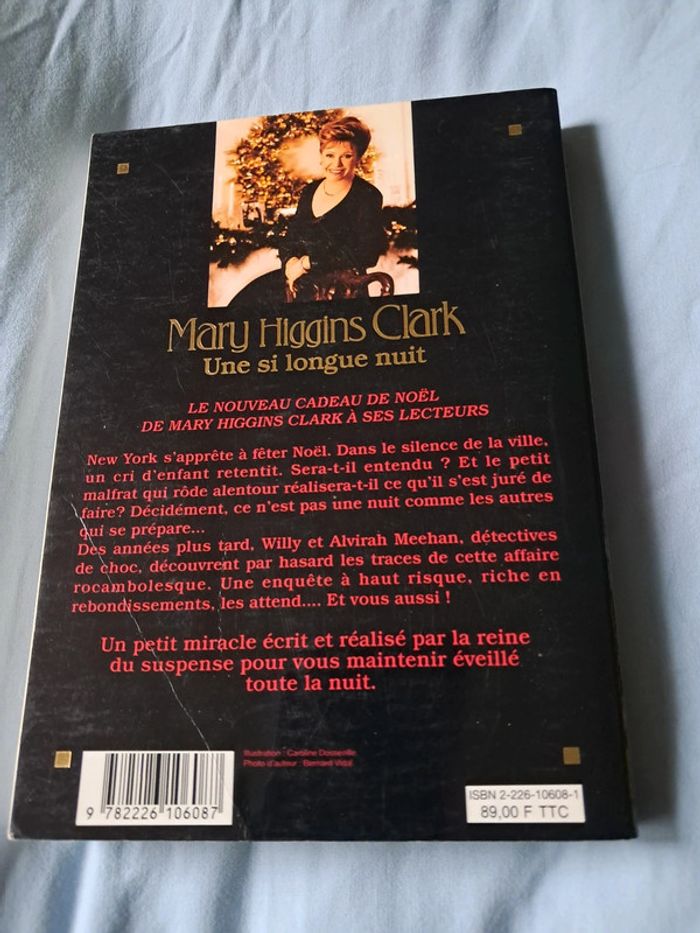 Mary Higgins Clark
Une si longue nuit
LE NOUVEAU CADEAU DE NOËL
DE MARY HIGGINS CLARK À SES LECTEURS
New York s'apprête à fêter Noël. Dans le silence de la ville,
un cri d'enfant retentit. Sera-t-il entendu ? Et le petit
malfrat qui rôde alentour réalisera-t-il ce qu'il s'est juré de
faire? Décidément, ce n'est pas une nuit comme les autres
qui se prépare...
Des années plus tard, Willy et Alvirah Meehan, détectives
de choc, découvrent par hasard les traces de cette affaire
rocambolesque. Une enquête à haut risque, riche en
rebondissements, les attend.... Et vous aussi !
Un petit miracle écrit et réalisé par la reine
du suspense pour vous maintenir éveillé
toute la nuit.
Illustration : Caroline Dosseville
Photo d'auteur : Bernard Vidal
9 782226 106087
ISBN 2-226-10608-1
89,00 F TTC